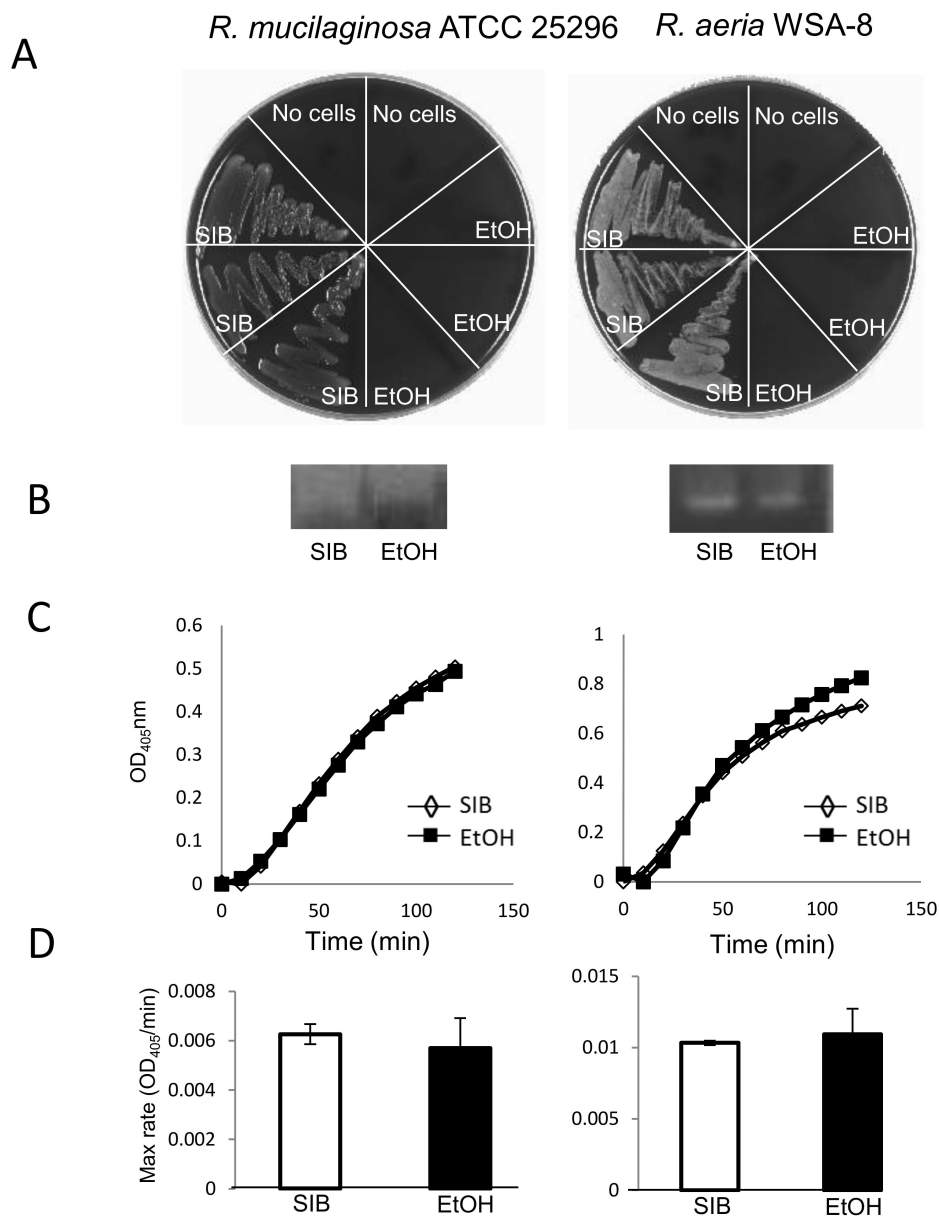 R. mucilaginosa ATCC 25296 R. aeria WSA-8
A
No cells No cells
SIB EtOH
SIB EtOH
SIB EtOH
No cells No cells
SIB EtOH
SIB EtOH
SIB EtOH
B
SIB EtOH
SIB EtOH
C
OD405nm
0.6
0.5
0.4
0.3
0.2
0.1
0
SIB
EtOH
0 50 100 150
Time (min)
1
0.8
0.6
0.4
0.2
0
SIB
EtOH
0 50 100 150
Time (min)
D
Max rate (OD405/min)
0.008
0.006
0.004
0.002
0
SIB EtOH
0.015
0.01
0.005
0
SIB EtOH